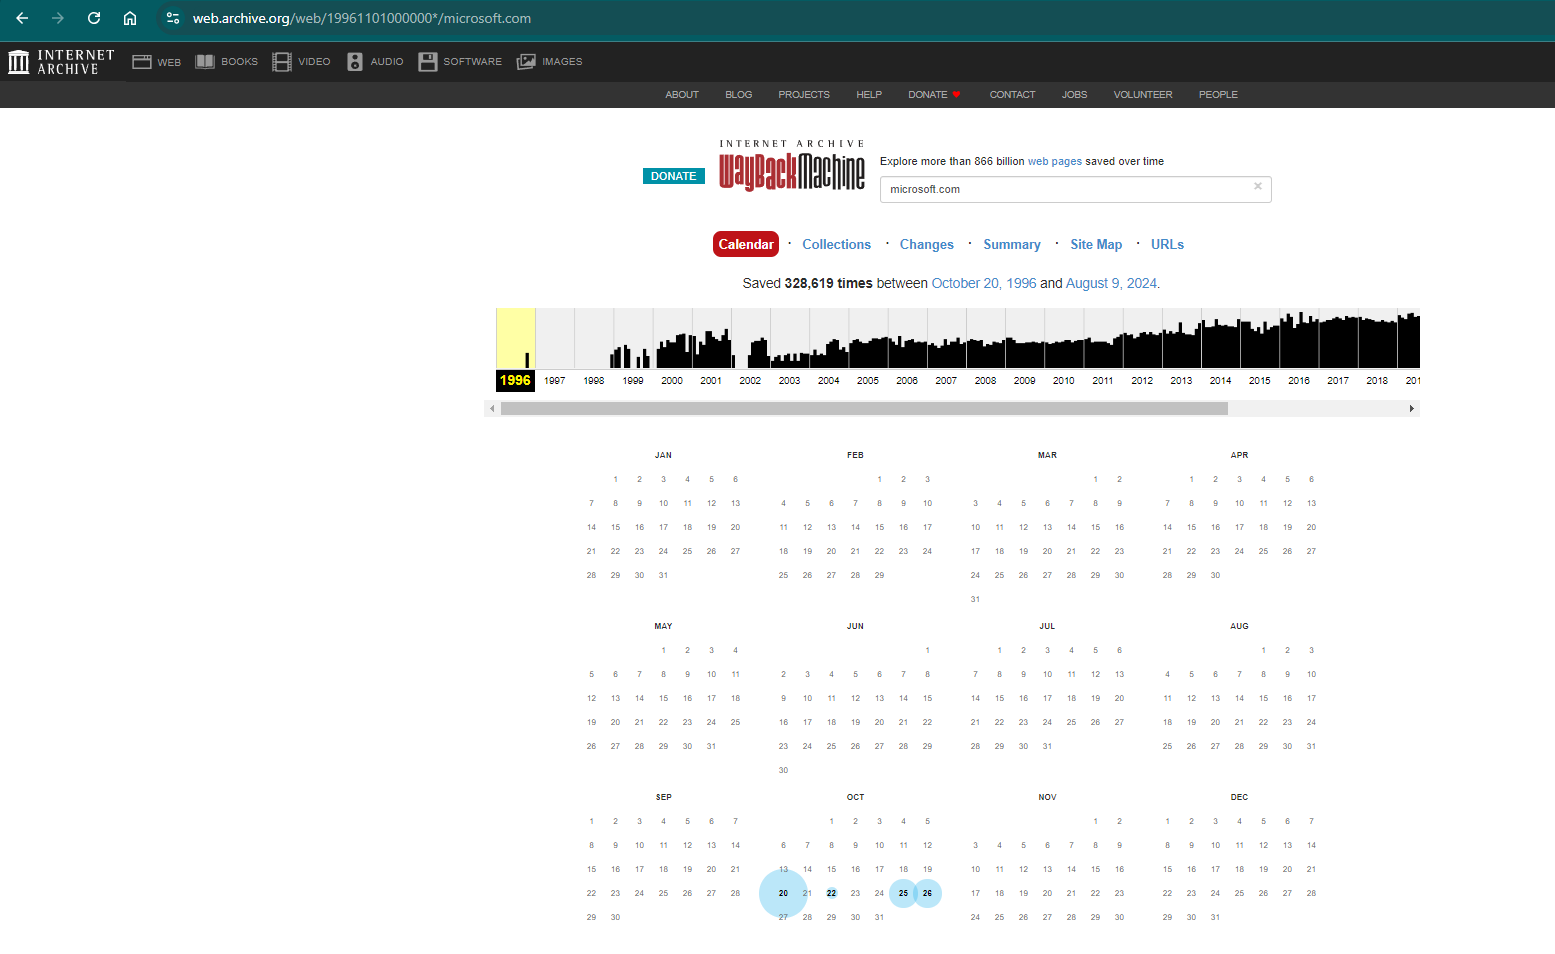 web.archive.org/web/19961101000000*/microsoft.com
INTERNET ARCHIVE
WEB BOOKS VIDEO AUDIO SOFTWARE IMAGES
ABOUT BLOG PROJECTS HELP DONATE CONTACT JOBS VOLUNTEER PEOPLE
DONATE
INTERNET ARCHIVE
WayBackMachine
Explore more than 866 billion web pages saved over time
microsoft.com
Calendar · Collections · Changes · Summary · Site Map · URLs
Saved 328,619 times between October 20, 1996 and August 9, 2024.
1996 1997 1998 1999 2000 2001 2002 2003 2004 2005 2006 2007 2008 2009 2010 2011 2012 2013 2014 2015 2016 2017 2018 201
JAN
1 2 3 4 5 6
7 8 9 10 11 12 13
14 15 16 17 18 19 20
21 22 23 24 25 26 27
28 29 30 31
FEB
1 2 3
4 5 6 7 8 9 10
11 12 13 14 15 16 17
18 19 20 21 22 23 24
25 26 27 28 29
MAR
1 2
3 4 5 6 7 8 9
10 11 12 13 14 15 16
17 18 19 20 21 22 23
24 25 26 27 28 29 30
31
APR
1 2 3 4 5 6
7 8 9 10 11 12 13
14 15 16 17 18 19 20
21 22 23 24 25 26 27
28 29 30
MAY
1 2 3 4
5 6 7 8 9 10 11
12 13 14 15 16 17 18
19 20 21 22 23 24 25
26 27 28 29 30 31
JUN
1
2 3 4 5 6 7 8
9 10 11 12 13 14 15
16 17 18 19 20 21 22
23 24 25 26 27 28 29
30
JUL
1 2 3 4 5 6
7 8 9 10 11 12 13
14 15 16 17 18 19 20
21 22 23 24 25 26 27
28 29 30 31
AUG
1 2 3
4 5 6 7 8 9 10
11 12 13 14 15 16 17
18 19 20 21 22 23 24
25 26 27 28 29 30 31
SEP
1 2 3 4 5 6 7
8 9 10 11 12 13 14
15 16 17 18 19 20 21
22 23 24 25 26 27 28
29 30
OCT
1 2 3 4 5
6 7 8 9 10 11 12
13 14 15 16 17 18 19
20 21 22 23 24 25 26
27 28 29 30 31
NOV
1 2
3 4 5 6 7 8 9
10 11 12 13 14 15 16
17 18 19 20 21 22 23
24 25 26 27 28 29 30
DEC
1 2 3 4 5 6 7
8 9 10 11 12 13 14
15 16 17 18 19 20 21
22 23 24 25 26 27 28
29 30 31